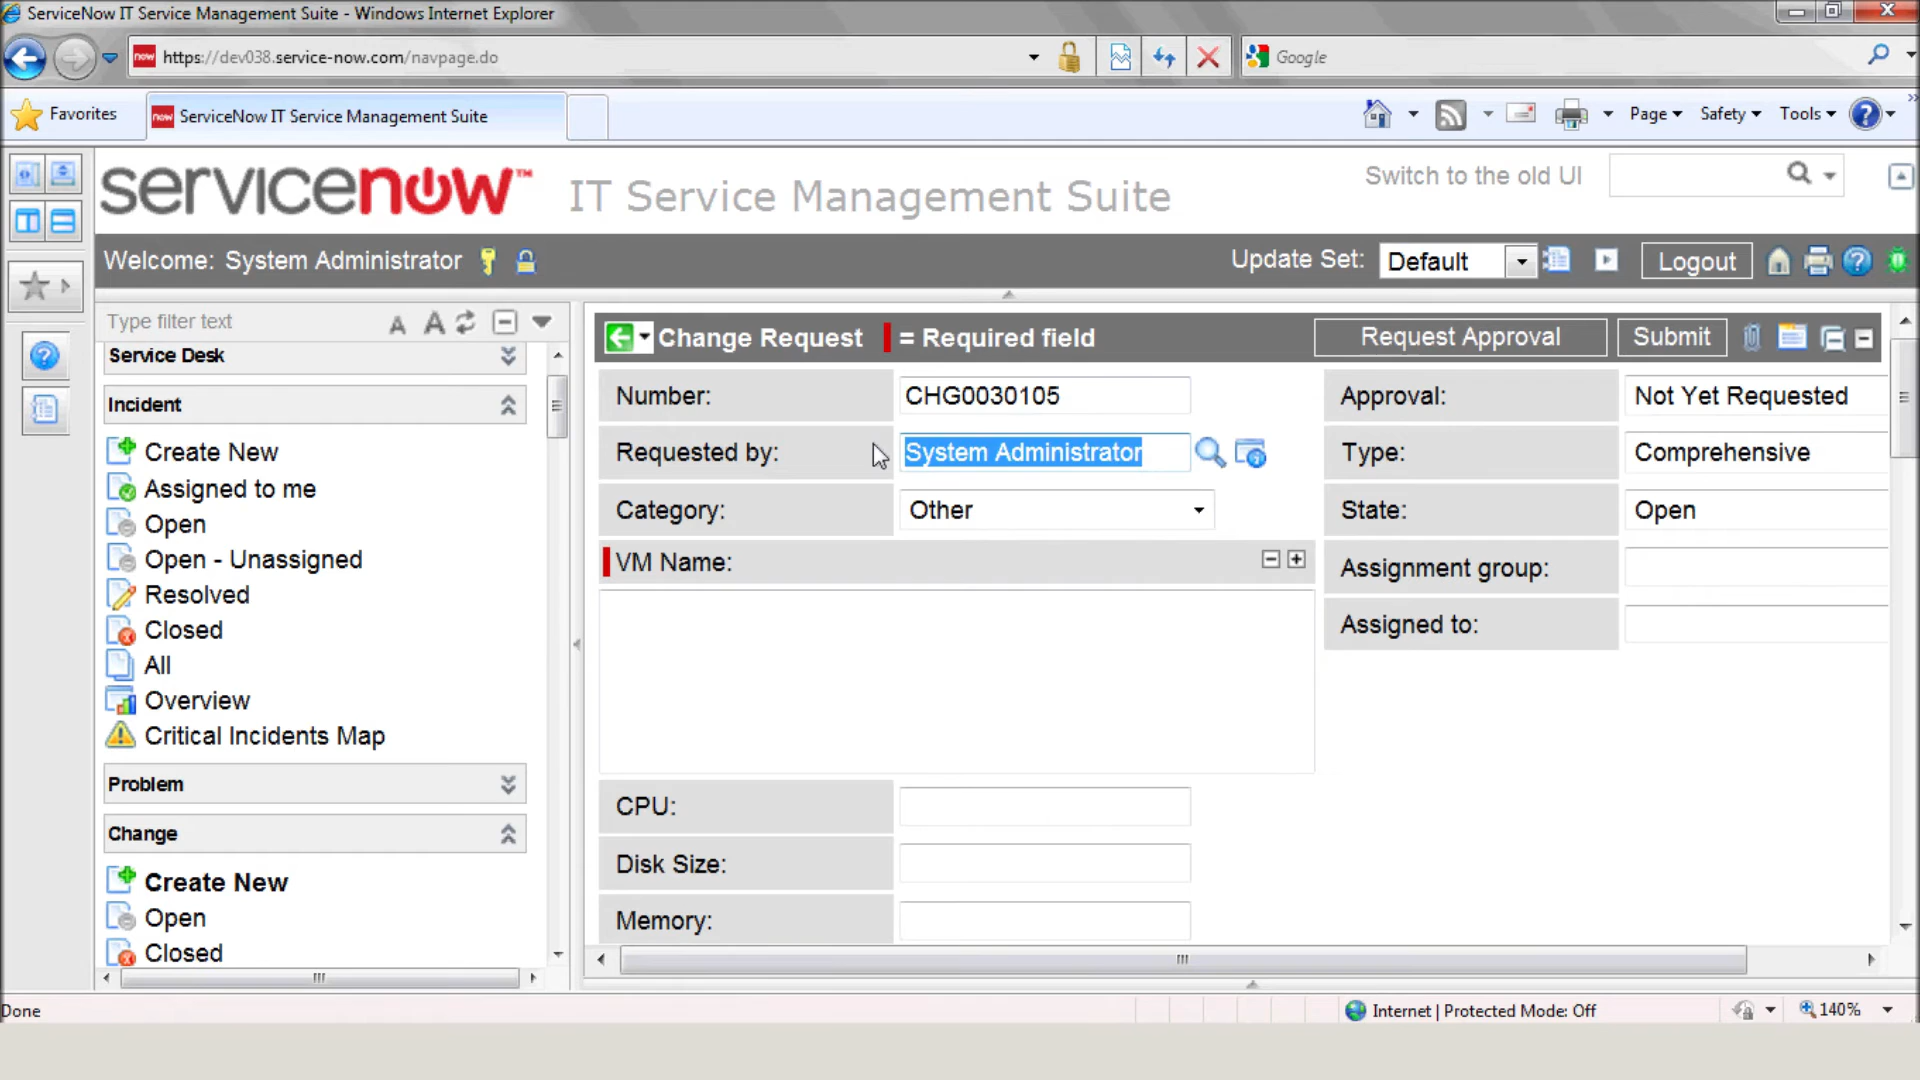 ServiceNow IT Service Management Suite - Windows Internet Explorer
https://dev038.service-now.com/navpage.do
Google
Favorites
ServiceNow IT Service Management Suite
Page
Safety
Tools
servicenow™ IT Service Management Suite
Switch to the old UI
Welcome: System Administrator
Update Set: Default
Logout
Type filter text
A A
Service Desk
Incident
Create New
Assigned to me
Open
Open - Unassigned
Resolved
Closed
All
Overview
Critical Incidents Map
Problem
Change
Create New
Open
Closed
Change Request = Required field
Request Approval
Submit
Number: CHG0030105
Requested by: System Administrator
Category: Other
VM Name:
CPU:
Disk Size:
Memory:
Approval: Not Yet Requested
Type: Comprehensive
State: Open
Assignment group:
Assigned to:
Done
Internet | Protected Mode: Off
140%